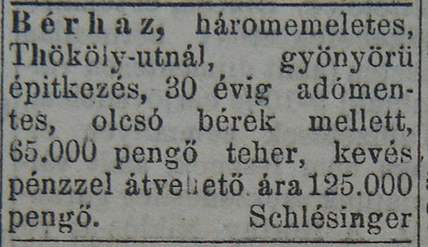 Bérház, háromemeletes,
Thököly-utnál, gyönyörü
épitkezés, 30 évig adómen-
tes, olcsó bérek mellett,
65.000 pengő teher, kevés
pénzzel átvehető ára 125.000
pengő. Schlésinger